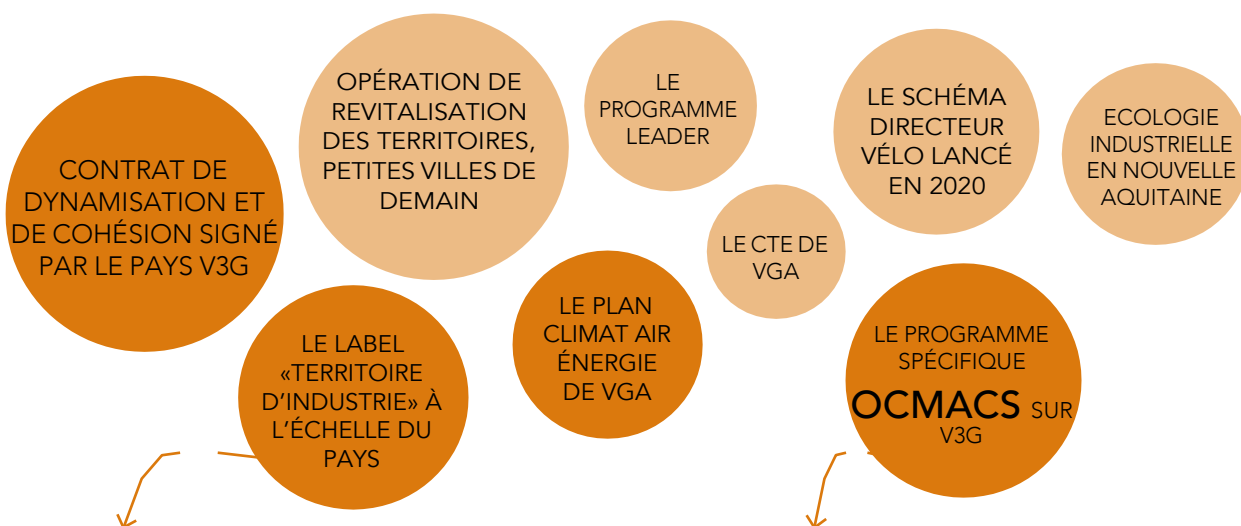 CONTRAT DE
DYNAMISATION ET
DE COHÉSION SIGNÉ
PAR LE PAYS V3G
OPÉRATION DE
REVITALISATION
DES TERRITOIRES,
PETITES VILLES DE
DEMAIN
LE
PROGRAMME
LEADER
LE SCHÉMA
DIRECTEUR
VÉLO LANCÉ
EN 2020
ECOLOGIE
INDUSTRIELLE
EN NOUVELLE
AQUITAINE
LE CTE DE
VGA
LE LABEL
«TERRITOIRE
D'INDUSTRIE» À
L'ÉCHELLE DU
PAYS
LE PLAN
CLIMAT AIR
ÉNERGIE
DE VGA
LE PROGRAMME
SPÉCIFIQUE
OCMACS SUR
V3G